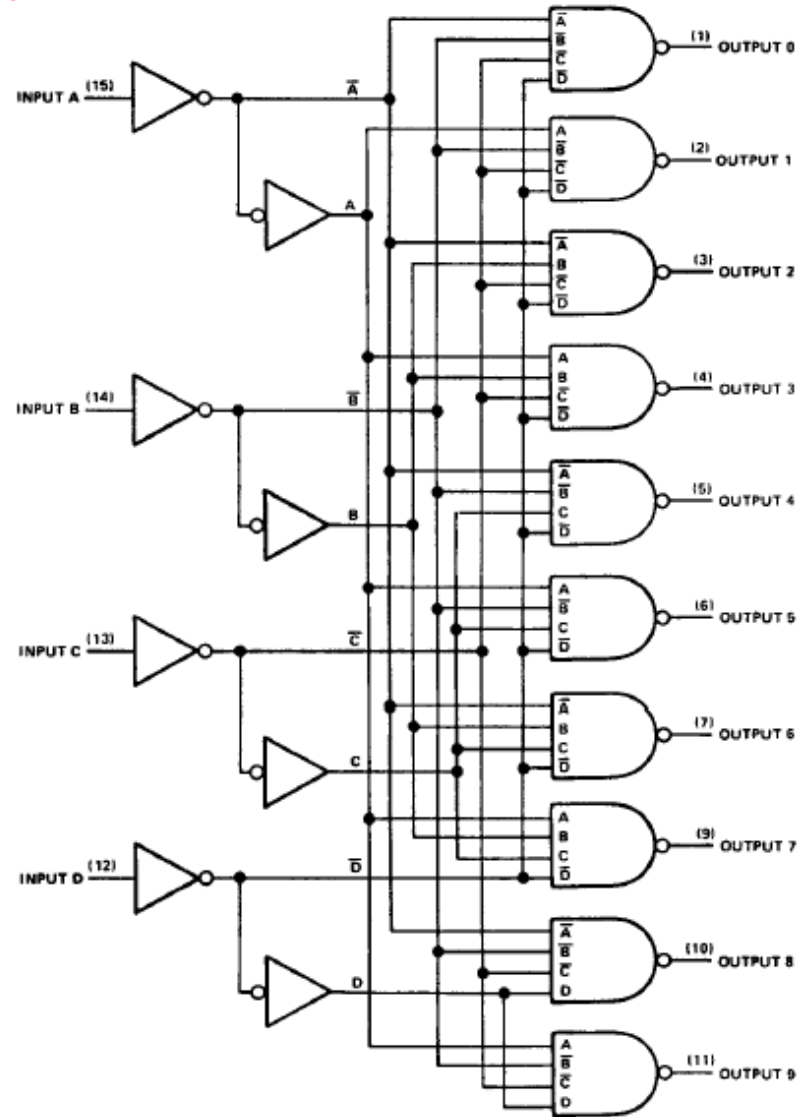 A̅ B̅ C̅ D̅ (1) OUTPUT 0
INPUT A (15) A̅
A B̅ C̅ D̅ (2) OUTPUT 1
A
A̅ B C̅ D̅ (3) OUTPUT 2
A B C̅ D̅ (4) OUTPUT 3
INPUT B (14) B̅
A̅ B̅ C D̅ (5) OUTPUT 4
B
A B̅ C D̅ (6) OUTPUT 5
INPUT C (13) C̅
A̅ B C D̅ (7) OUTPUT 6
C
A B C D̅ (9) OUTPUT 7
INPUT D (12) D̅
A̅ B̅ C̅ D (10) OUTPUT 8
D
A B̅ C̅ D (11) OUTPUT 9